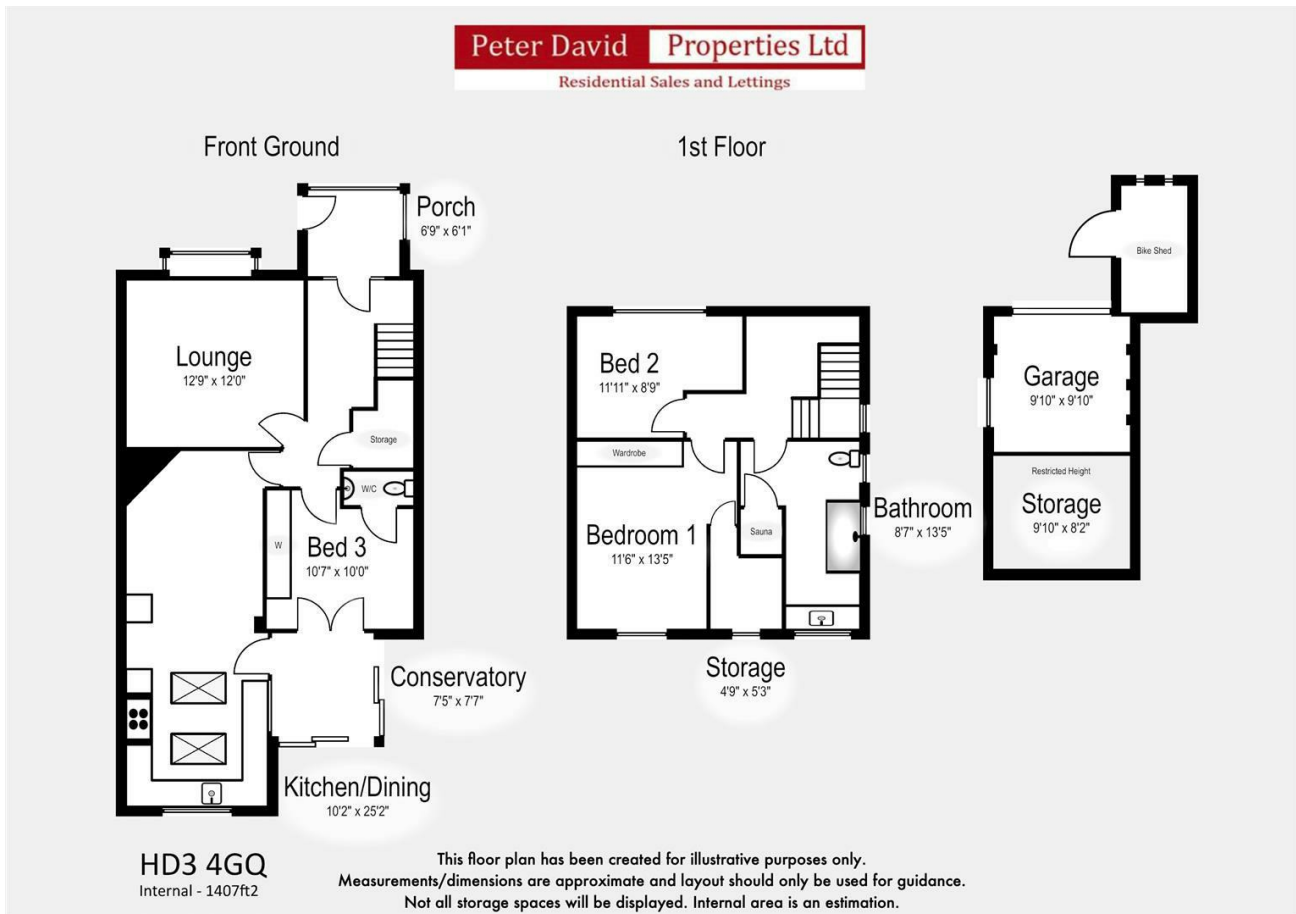 Peter David Properties Ltd
Residential Sales and Lettings
Front Ground
1st Floor
Porch
6'9" x 6'1"
Lounge
12'9" x 12'0"
Storage
W/C
W
Bed 3
10'7" x 10'0"
Conservatory
7'5" x 7'7"
Kitchen/Dining
10'2" x 25'2"
Bed 2
11'11" x 8'9"
Wardrobe
Bedroom 1
11'6" x 13'5"
Sauna
Bathroom
8'7" x 13'5"
Storage
4'9" x 5'3"
Bike Shed
Garage
9'10" x 9'10"
Restricted Height
Storage
9'10" x 8'2"
HD3 4GQ
Internal - 1407ft2
This floor plan has been created for illustrative purposes only.
Measurements/dimensions are approximate and layout should only be used for guidance.
Not all storage spaces will be displayed. Internal area is an estimation.